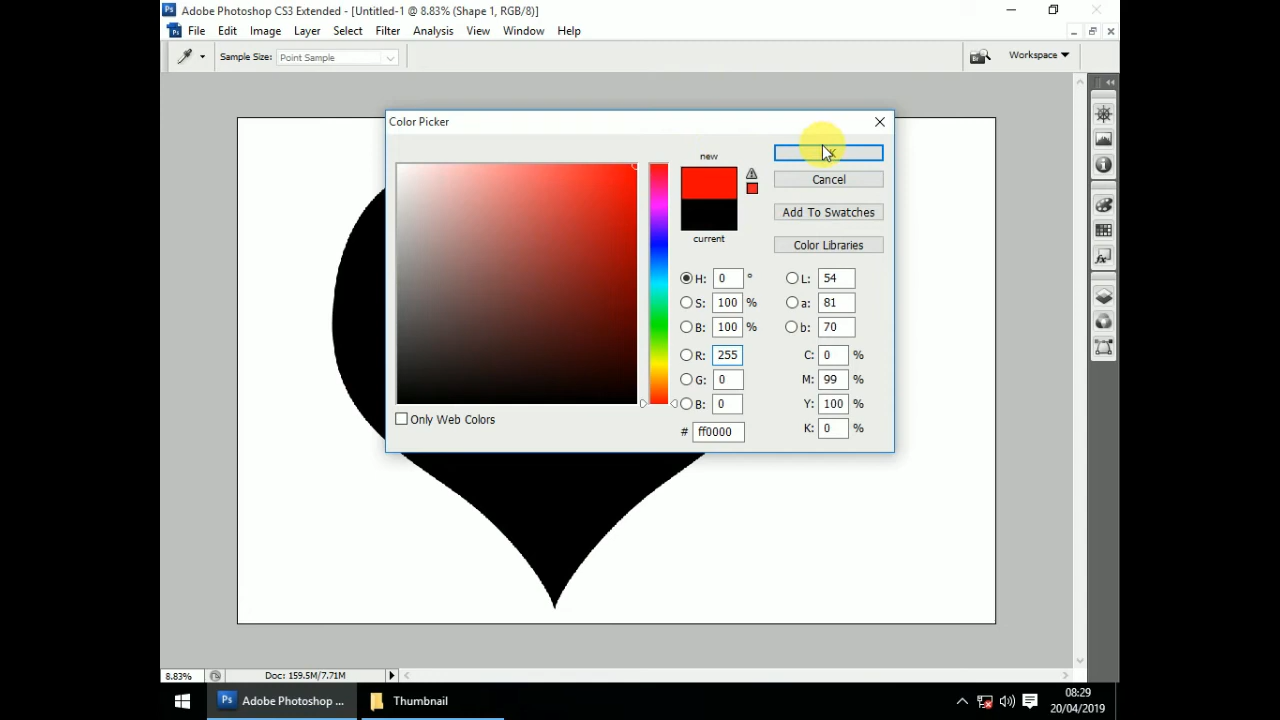 Adobe Photoshop CS3 Extended - [Untitled-1 @ 8.83% (Shape 1, RGB/8)]
File Edit Image Layer Select Filter Analysis View Window Help
Sample Size: Point Sample Workspace
Color Picker
new
Cancel
Add To Swatches
current
Color Libraries
H: 0 ° L: 54
S: 100 % a: 81
B: 100 % b: 70
R: 255 C: 0 %
G: 0 M: 99 %
B: 0 Y: 100 %
Only Web Colors
# ff0000 K: 0 %
8.83% Doc: 159.5M/7.71M
Ps Adobe Photoshop ... Thumbnail
08:29
20/04/2019